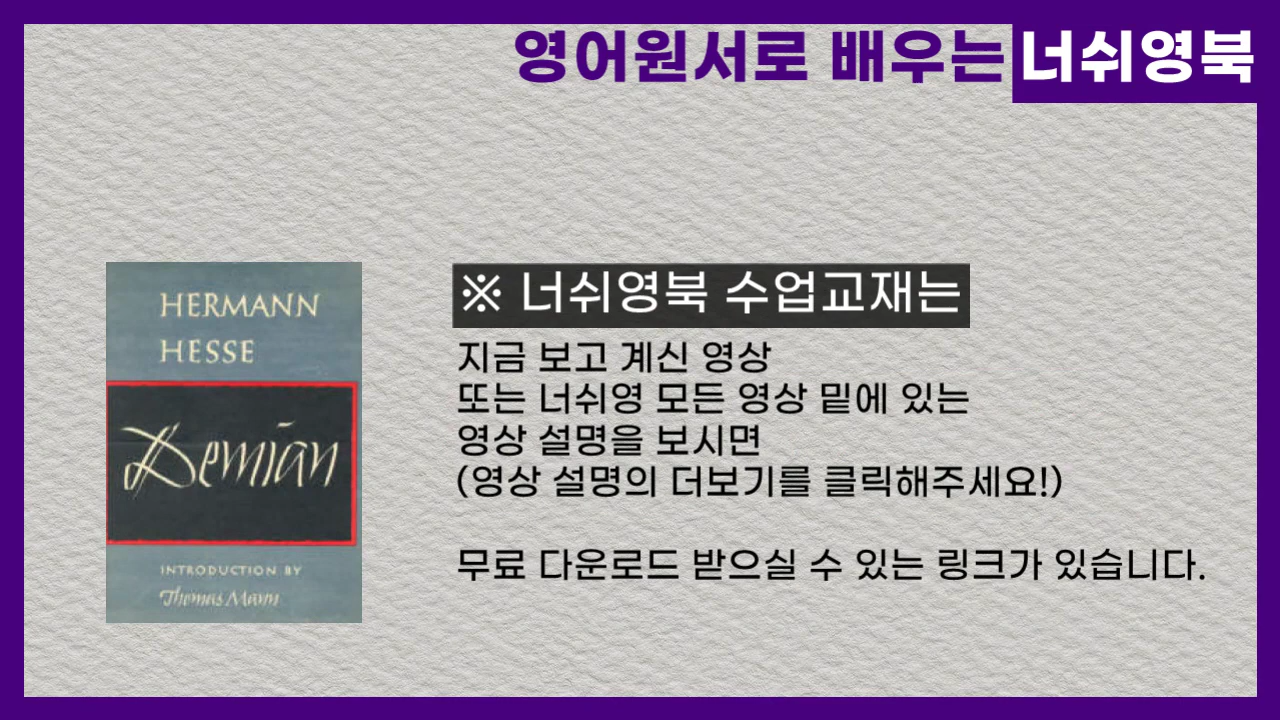 영어원서로 배우는 너쉬영북
HERMANN
HESSE
Demian
INTRODUCTION BY
Thomas Mann
※ 너쉬영북 수업교재는
지금 보고 계신 영상
또는 너쉬영 모든 영상 밑에 있는
영상 설명을 보시면
(영상 설명의 더보기를 클릭해주세요!)
무료 다운로드 받으실 수 있는 링크가 있습니다.